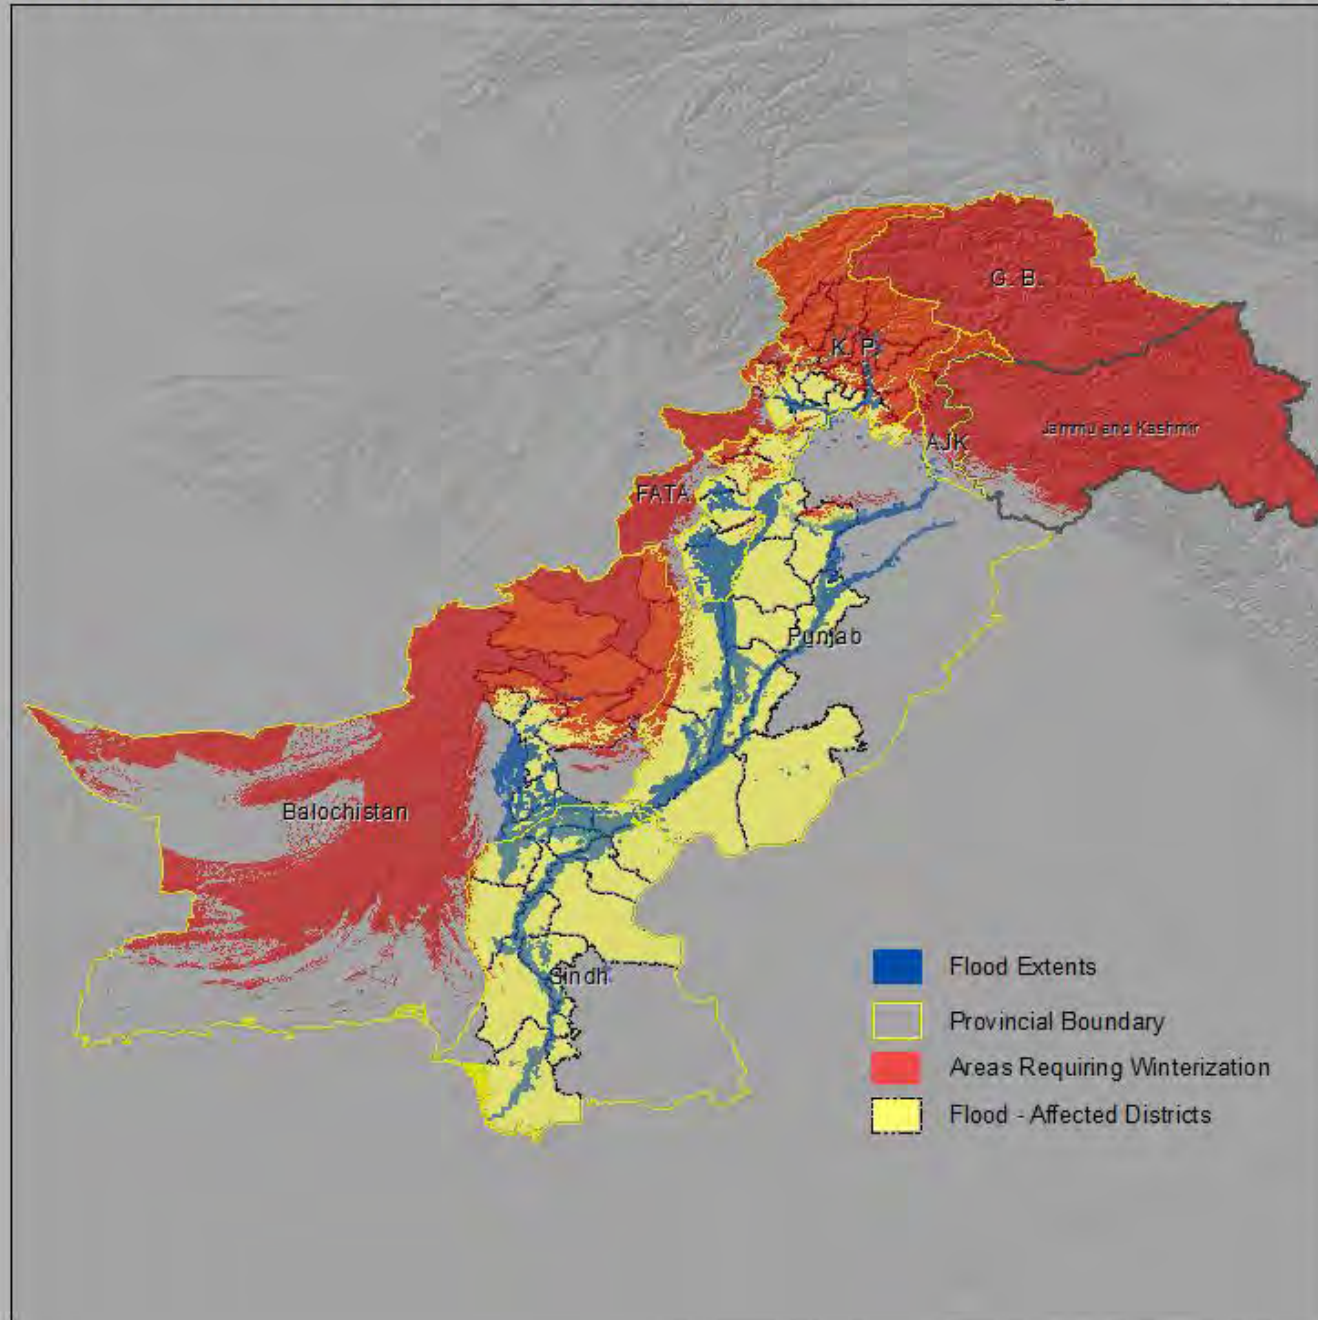 G. B.
K. P.
Jammu and Kashmir
AJK
FATA
Punjab
Balochistan
Sindh
Flood Extents
Provincial Boundary
Areas Requiring Winterization
Flood - Affected Districts